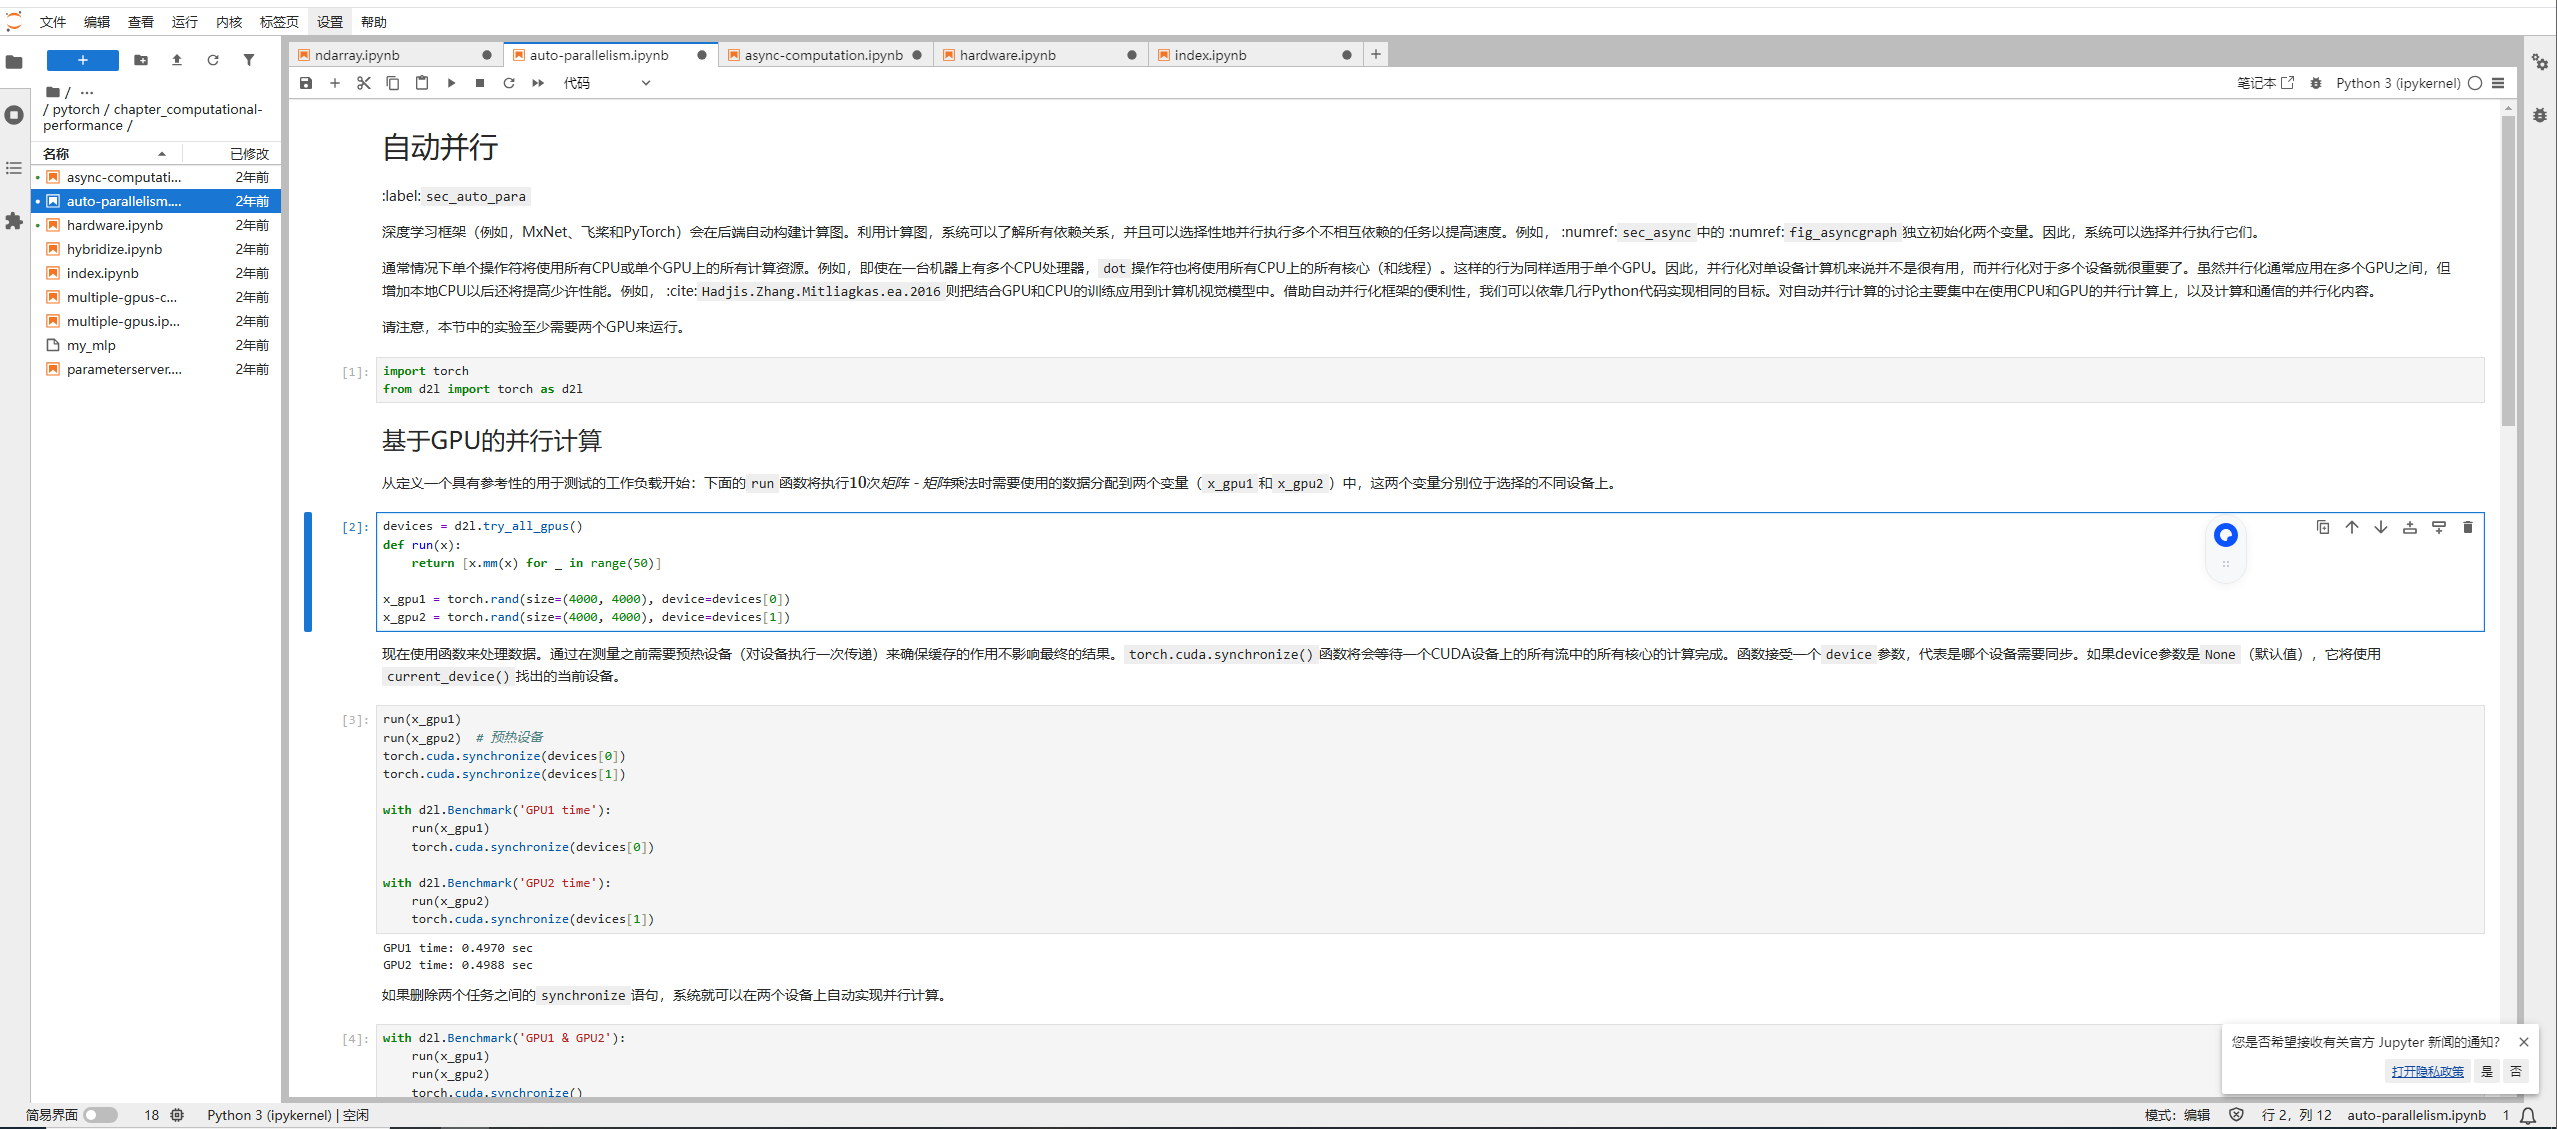 文件 编辑 查看 运行 内核 标签页 设置 帮助
ndarray.ipynb auto-parallelism.ipynb async-computation.ipynb hardware.ipynb index.ipynb
代码 笔记本 Python 3 (ipykernel)
/ ···
/ pytorch / chapter_computational-
performance /
名称 已修改
async-computati... 2年前
auto-parallelism.... 2年前
hardware.ipynb 2年前
hybridize.ipynb 2年前
index.ipynb 2年前
multiple-gpus-c... 2年前
multiple-gpus.ip... 2年前
my_mlp 2年前
parameterserver.... 2年前
自动并行
:label: sec_auto_para
深度学习框架（例如，MxNet、飞桨和PyTorch）会在后端自动构建计算图。利用计算图，系统可以了解所有依赖关系，并且可以选择性地并行执行多个不相互依赖的任务以提高速度。例如， :numref: sec_async 中的 :numref: fig_asyncgraph 独立初始化两个变量。因此，系统可以选择并行执行它们。
通常情况下单个操作符将使用所有CPU或单个GPU上的所有计算资源。例如，即使在一台机器上有多个CPU处理器， dot 操作符也将使用所有CPU上的所有核心（和线程）。这样的行为同样适用于单个GPU。因此，并行化对单设备计算机来说并不是很有用，而并行化对于多个设备就很重要了。虽然并行化通常应用在多个GPU之间，但
增加本地CPU以后还将提高少许性能。例如， :cite: Hadjis.Zhang.Mitliagkas.ea.2016 则把结合GPU和CPU的训练应用到计算机视觉模型中。借助自动并行化框架的便利性，我们可以依靠几行Python代码实现相同的目标。对自动并行计算的讨论主要集中在使用CPU和GPU的并行计算上，以及计算和通信的并行化内容。
请注意，本节中的实验至少需要两个GPU来运行。
[1]: import torch
from d2l import torch as d2l
基于GPU的并行计算
从定义一个具有参考性的用于测试的工作负载开始：下面的 run 函数将执行10次矩阵－矩阵乘法时需要使用的数据分配到两个变量（ x_gpu1 和 x_gpu2 ）中，这两个变量分别位于选择的不同设备上。
[2]: devices = d2l.try_all_gpus()
def run(x):
return [x.mm(x) for _ in range(50)]
x_gpu1 = torch.rand(size=(4000, 4000), device=devices[0])
x_gpu2 = torch.rand(size=(4000, 4000), device=devices[1])
现在使用函数来处理数据。通过在测量之前需要预热设备（对设备执行一次传递）来确保缓存的作用不影响最终的结果。 torch.cuda.synchronize() 函数将会等待一个CUDA设备上的所有流中的所有核心的计算完成。函数接受一个 device 参数，代表是哪个设备需要同步。如果device参数是 None （默认值），它将使用
current_device() 找出的当前设备。
[3]: run(x_gpu1)
run(x_gpu2) # 预热设备
torch.cuda.synchronize(devices[0])
torch.cuda.synchronize(devices[1])
with d2l.Benchmark('GPU1 time'):
run(x_gpu1)
torch.cuda.synchronize(devices[0])
with d2l.Benchmark('GPU2 time'):
run(x_gpu2)
torch.cuda.synchronize(devices[1])
GPU1 time: 0.4970 sec
GPU2 time: 0.4988 sec
如果删除两个任务之间的 synchronize 语句，系统就可以在两个设备上自动实现并行计算。
[4]: with d2l.Benchmark('GPU1 & GPU2'):
run(x_gpu1)
run(x_gpu2)
torch.cuda.synchronize()
您是否希望接收有关官方 Jupyter 新闻的通知?
打开隐私政策 是 否
简易界面 18 Python 3 (ipykernel) | 空闲 模式：编辑 行 2，列 12 auto-parallelism.ipynb 1